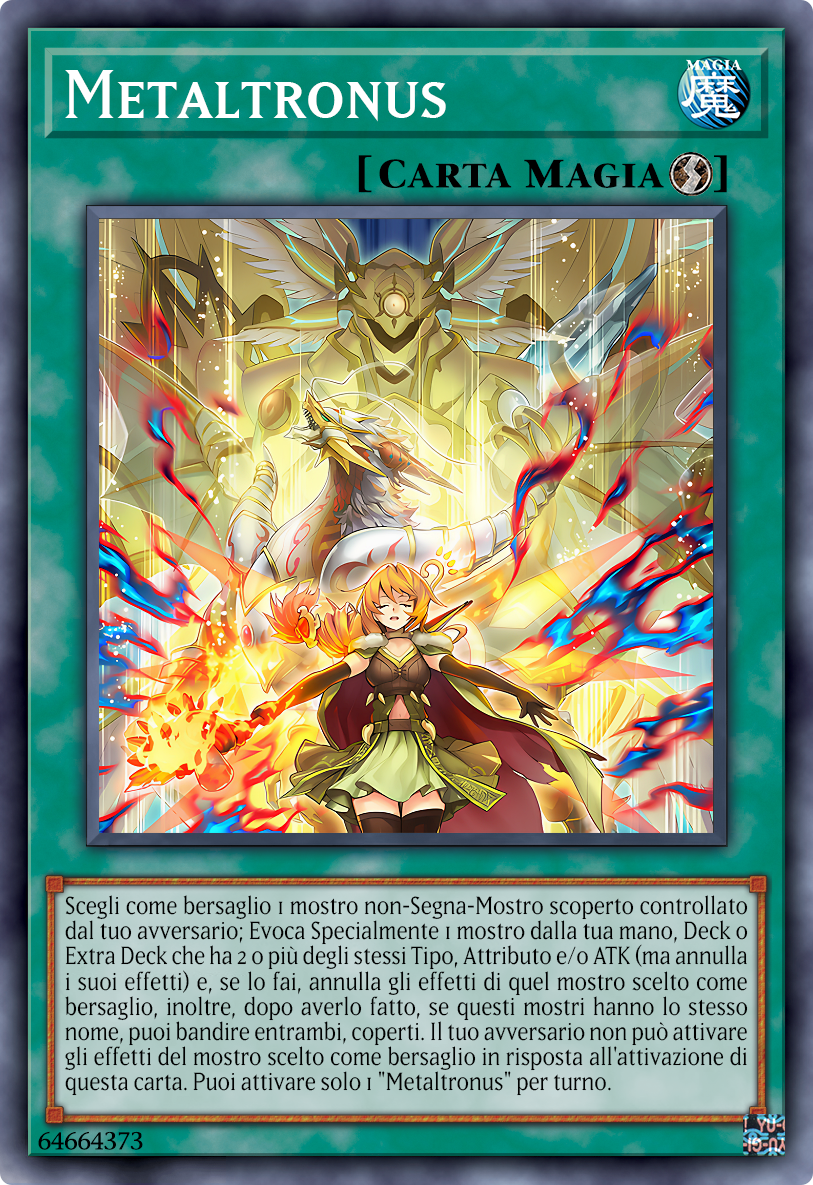 Metaltronus
MAGIA
魔
[Carta Magia]
Scegli come bersaglio 1 mostro non-Segna-Mostro scoperto controllato
dal tuo avversario; Evoca Specialmente 1 mostro dalla tua mano, Deck o
Extra Deck che ha 2 o più degli stessi Tipo, Attributo e/o ATK (ma annulla
i suoi effetti) e, se lo fai, annulla gli effetti di quel mostro scelto come
bersaglio, inoltre, dopo averlo fatto, se questi mostri hanno lo stesso
nome, puoi bandire entrambi, coperti. Il tuo avversario non può attivare
gli effetti del mostro scelto come bersaglio in risposta all'attivazione di
questa carta. Puoi attivare solo 1 "Metaltronus" per turno.
64664373